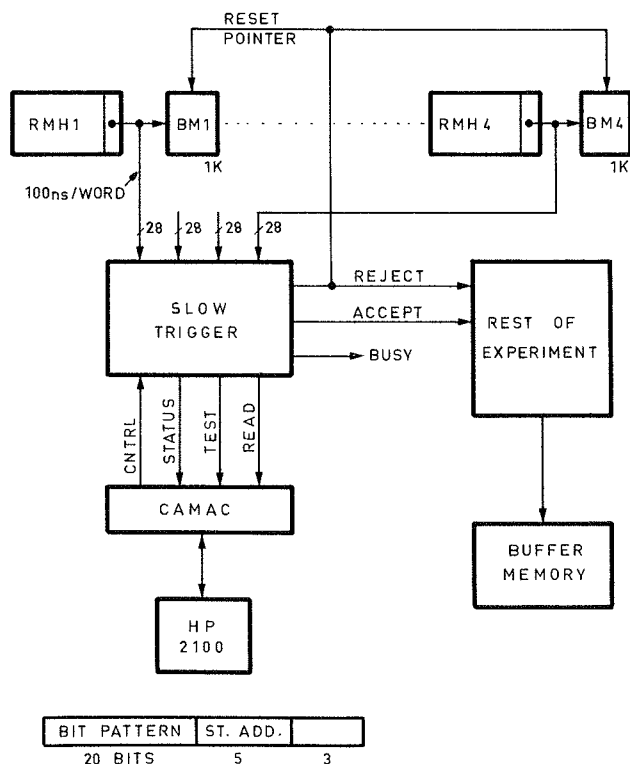 RESET
POINTER
RMH1
BM1
1K
RMH4
BM4
1K
100ns/WORD
28
28
28
28
SLOW
TRIGGER
REJECT
ACCEPT
BUSY
REST OF
EXPERIMENT
CNTRL
STATUS
TEST
READ
CAMAC
BUFFER
MEMORY
HP
2100
BIT PATTERN ST. ADD.
20 BITS 5 3